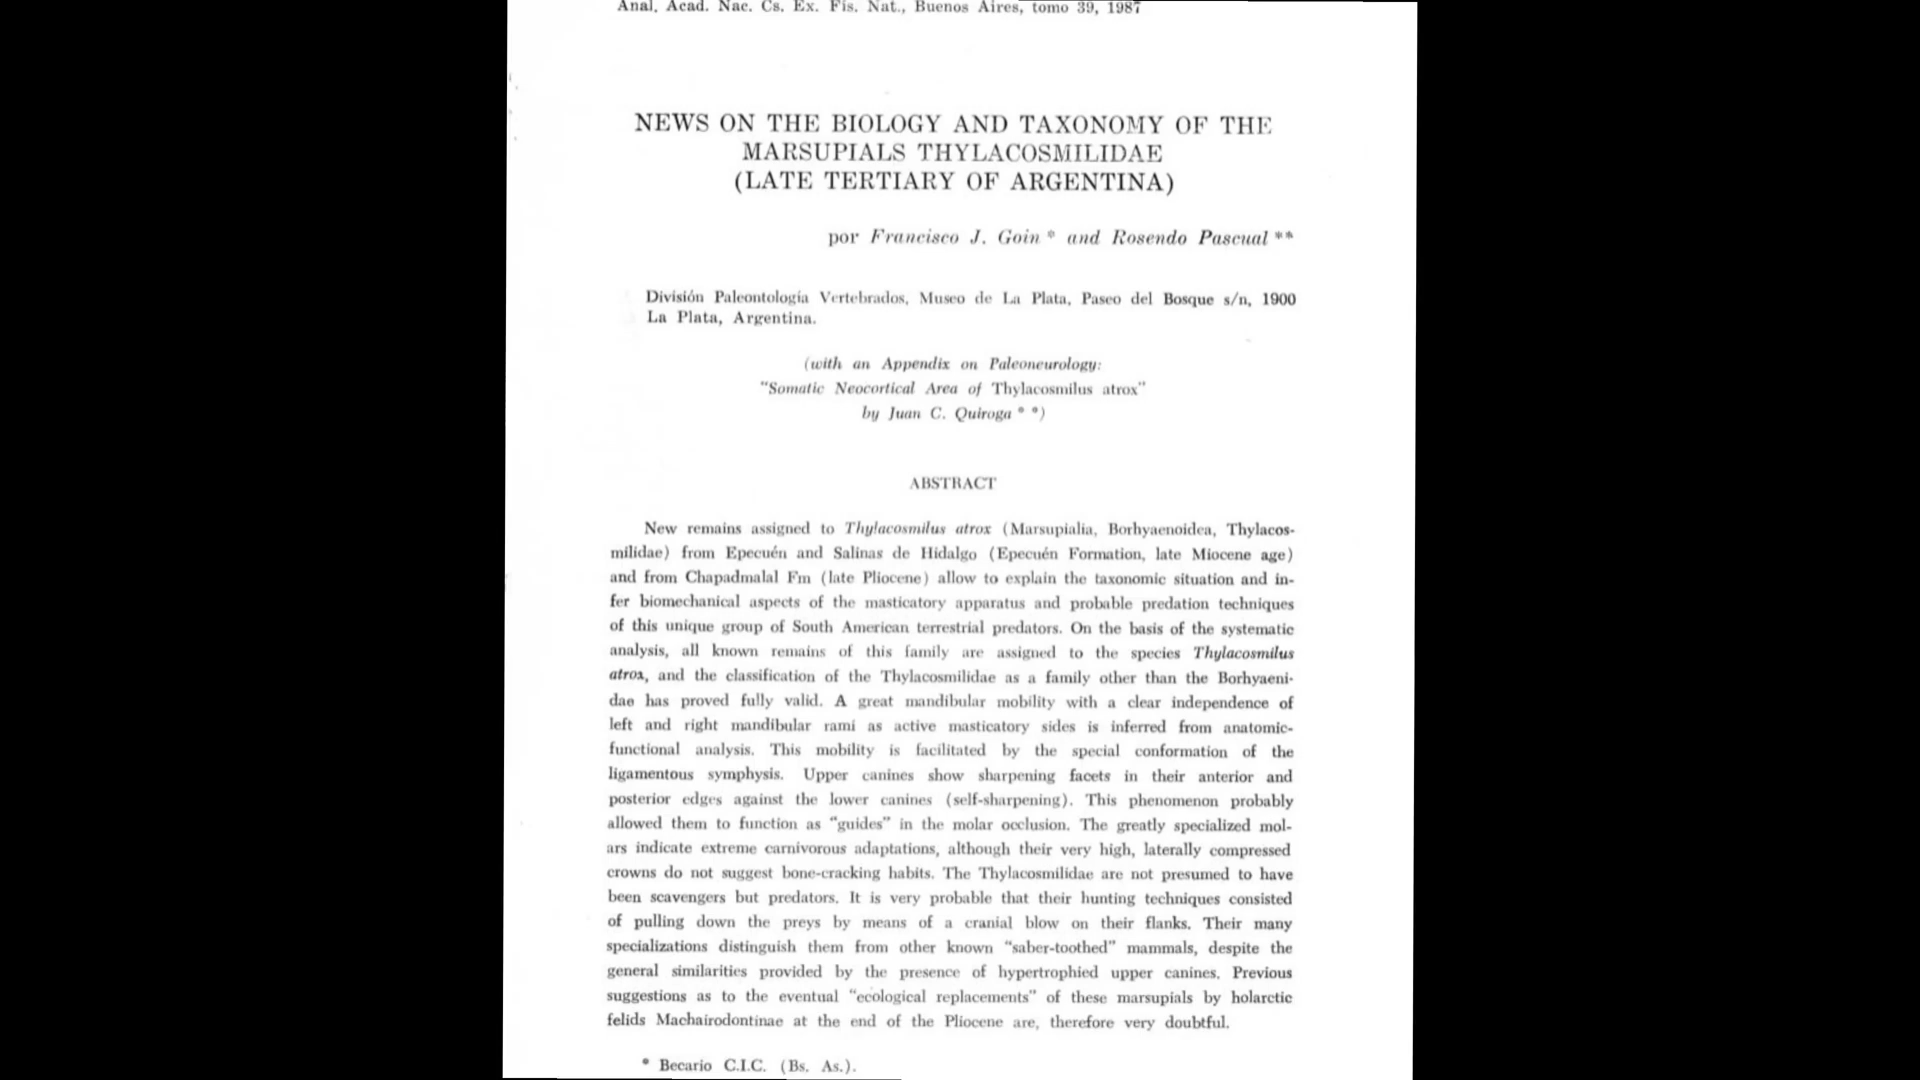 Anal. Acad. Nac. Cs. Ex. Fís. Nat., Buenos Aires, tomo 39, 1987
NEWS ON THE BIOLOGY AND TAXONOMY OF THE
MARSUPIALS THYLACOSMILIDAE
(LATE TERTIARY OF ARGENTINA)
por Francisco J. Goin * and Rosendo Pascual **
División Paleontología Vertebrados, Museo de La Plata, Paseo del Bosque s/n, 1900
La Plata, Argentina.
(with an Appendix on Paleoneurology:
"Somatic Neocortical Area of Thylacosmilus atrox"
by Juan C. Quiroga * *)
ABSTRACT
New remains assigned to Thylacosmilus atrox (Marsupialia, Borhyaenoidea, Thylacos-
milidae) from Epecuén and Salinas de Hidalgo (Epecuén Formation, late Miocene age)
and from Chapadmalal Fm (late Pliocene) allow to explain the taxonomic situation and in-
fer biomechanical aspects of the masticatory apparatus and probable predation techniques
of this unique group of South American terrestrial predators. On the basis of the systematic
analysis, all known remains of this family are assigned to the species Thylacosmilus
atrox, and the classification of the Thylacosmilidae as a family other than the Borhyaeni-
dae has proved fully valid. A great mandibular mobility with a clear independence of
left and right mandibular rami as active masticatory sides is inferred from anatomic-
functional analysis. This mobility is facilitated by the special conformation of the
ligamentous symphysis. Upper canines show sharpening facets in their anterior and
posterior edges against the lower canines (self-sharpening). This phenomenon probably
allowed them to function as "guides" in the molar occlusion. The greatly specialized mol-
ars indicate extreme carnivorous adaptations, although their very high, laterally compressed
crowns do not suggest bone-cracking habits. The Thylacosmilidae are not presumed to have
been scavengers but predators. It is very probable that their hunting techniques consisted
of pulling down the preys by means of a cranial blow on their flanks. Their many
specializations distinguish them from other known "saber-toothed" mammals, despite the
general similarities provided by the presence of hypertrophied upper canines. Previous
suggestions as to the eventual "ecological replacements" of these marsupials by holarctic
felids Machairodontinae at the end of the Pliocene are, therefore very doubtful.
* Becario C.I.C. (Bs. As.).